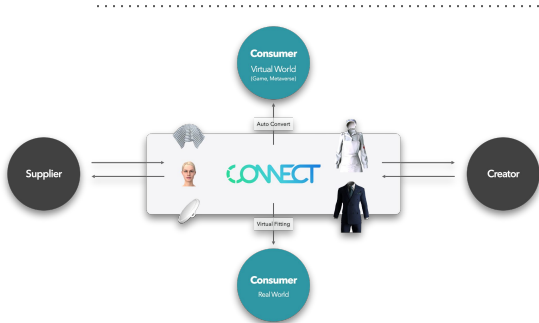 Consumer
Virtual World
(Game, Metaverse)
Auto Convert
Supplier
CONNECT
Creator
Virtual Fitting
Consumer
Real World